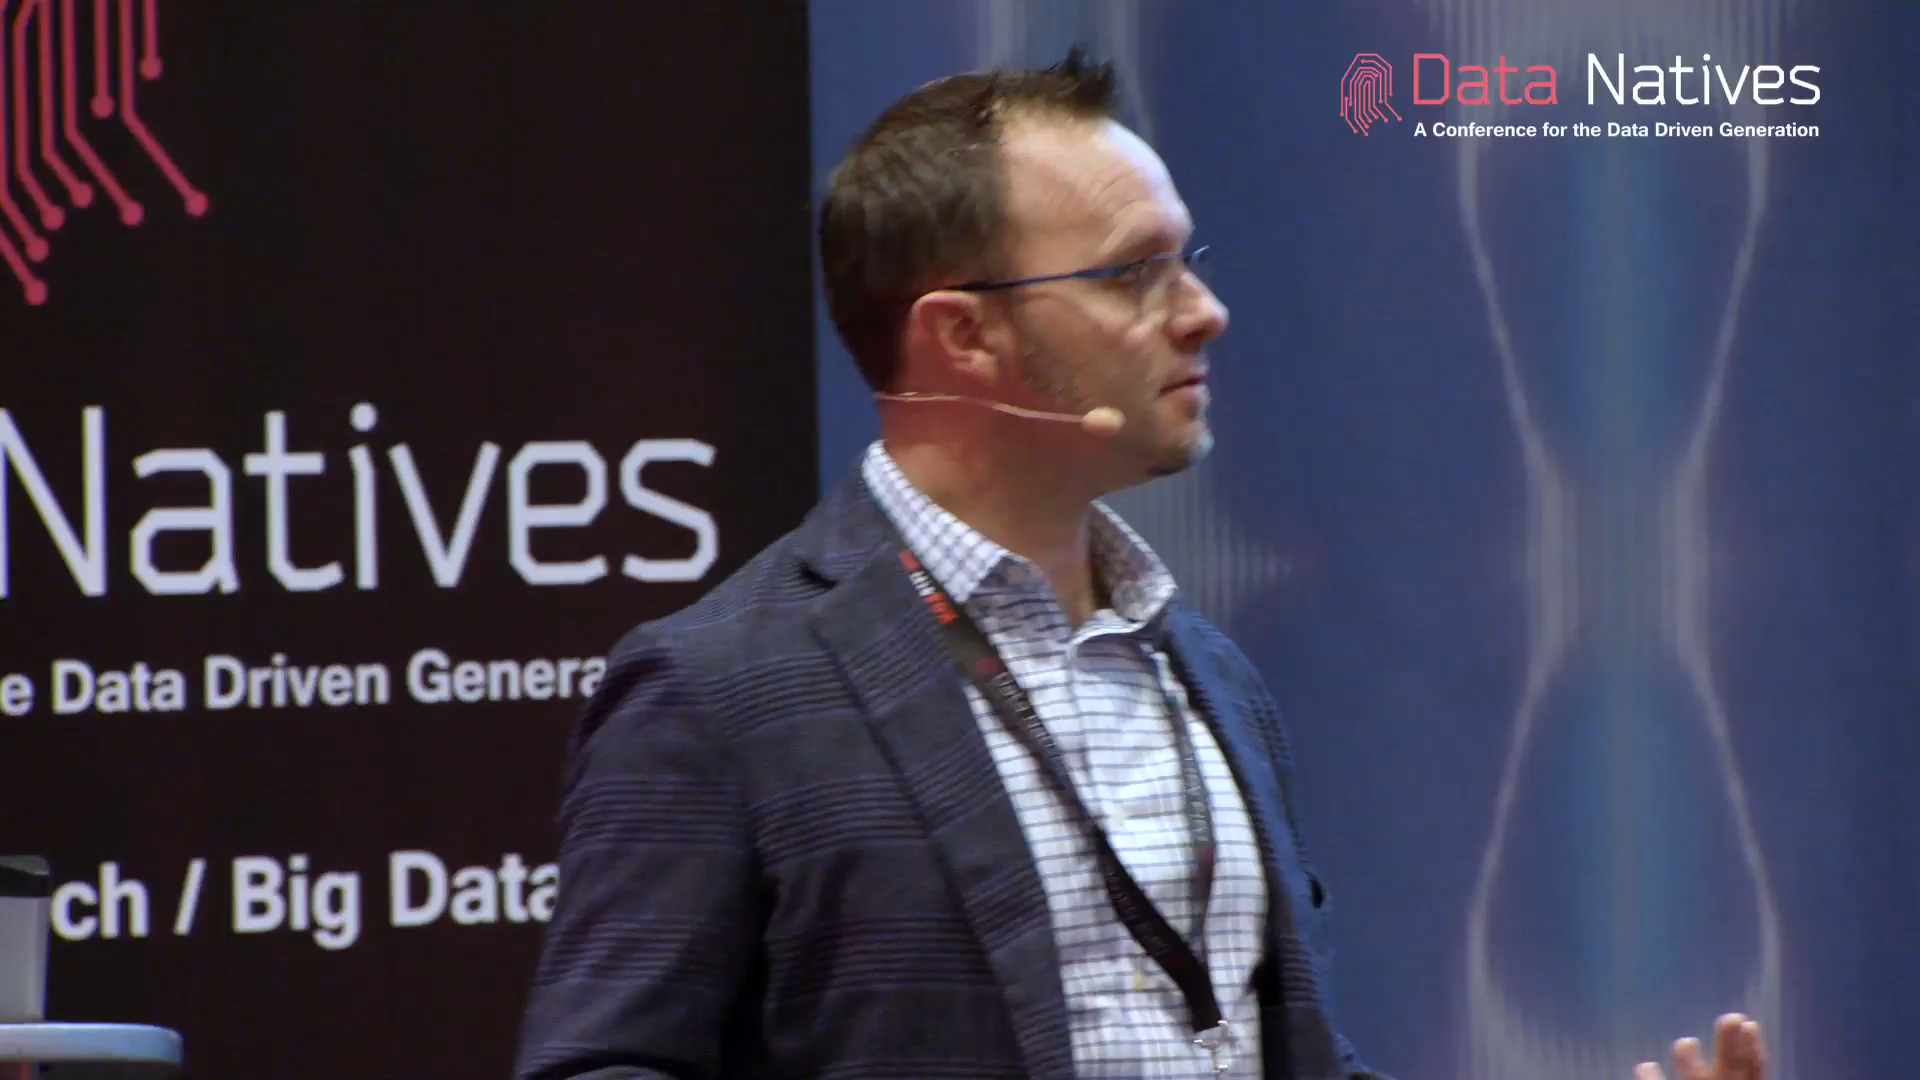 Data Natives
A Conference for the Data Driven Generation
Natives
e Data Driven Genera
ch / Big Data